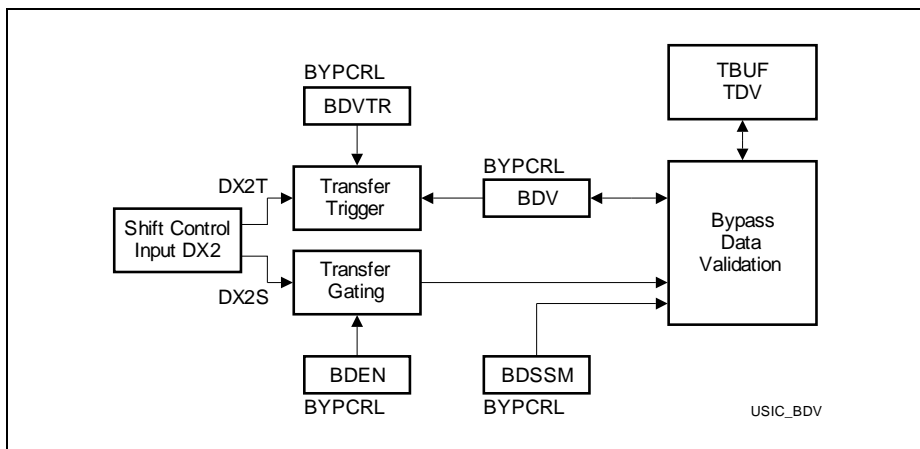 BYPCRL
BDVTR
TBUF
TDV
DX2T
Transfer
Trigger
BYPCRL
BDV
Shift Control
Input DX2
Bypass
Data
Validation
DX2S
Transfer
Gating
BDEN
BYPCRL
BDSSM
BYPCRL
USIC_BDV